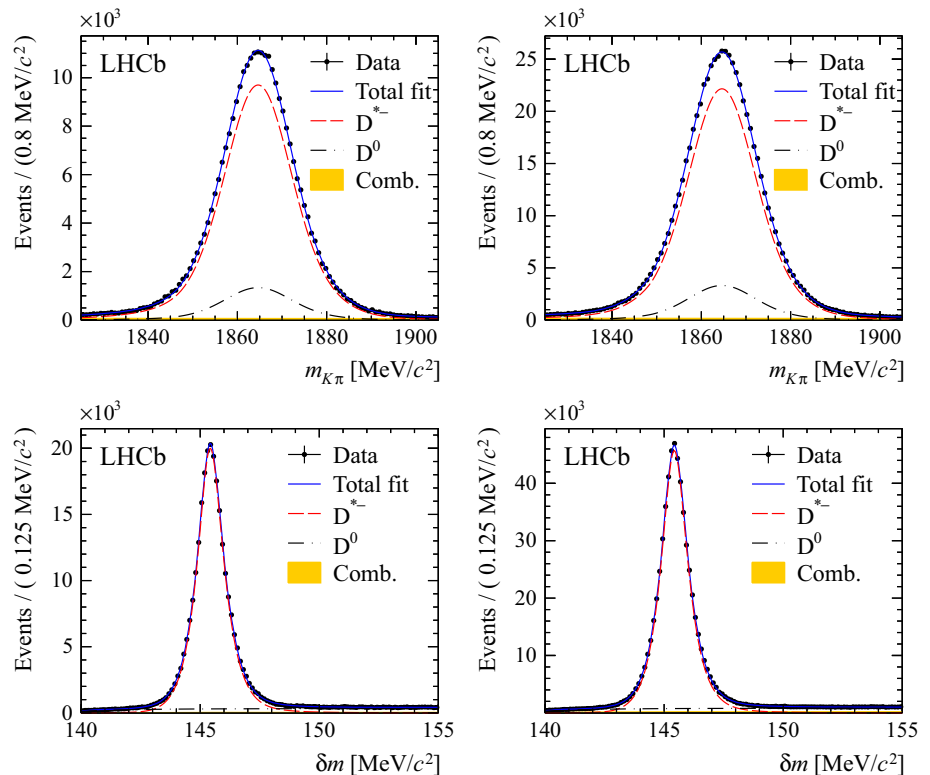 ×10³
Events / (0.8 MeV/c²)
11
10
8
6
4
2
0
LHCb
Data
Total fit
D*−
D⁰
Comb.
1840 1860 1880 1900
m_Kπ [MeV/c²]
×10³
Events / (0.8 MeV/c²)
25
20
15
10
5
0
LHCb
Data
Total fit
D*−
D⁰
Comb.
1840 1860 1880 1900
m_Kπ [MeV/c²]
×10³
Events / ( 0.125 MeV/c²)
20
15
10
5
0
LHCb
Data
Total fit
D*−
D⁰
Comb.
140 145 150 155
δm [MeV/c²]
×10³
Events / ( 0.125 MeV/c²)
40
30
20
10
0
LHCb
Data
Total fit
D*−
D⁰
Comb.
140 145 150 155
δm [MeV/c²]